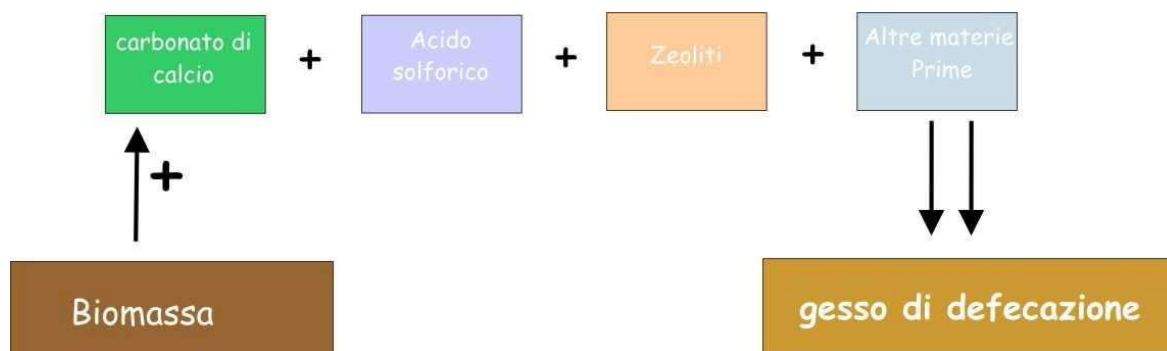 carbonato di
calcio
+
Acido
solforico
+
Zeoliti
+
Altre materie
Prime
+
Biomassa
gesso di defecazione